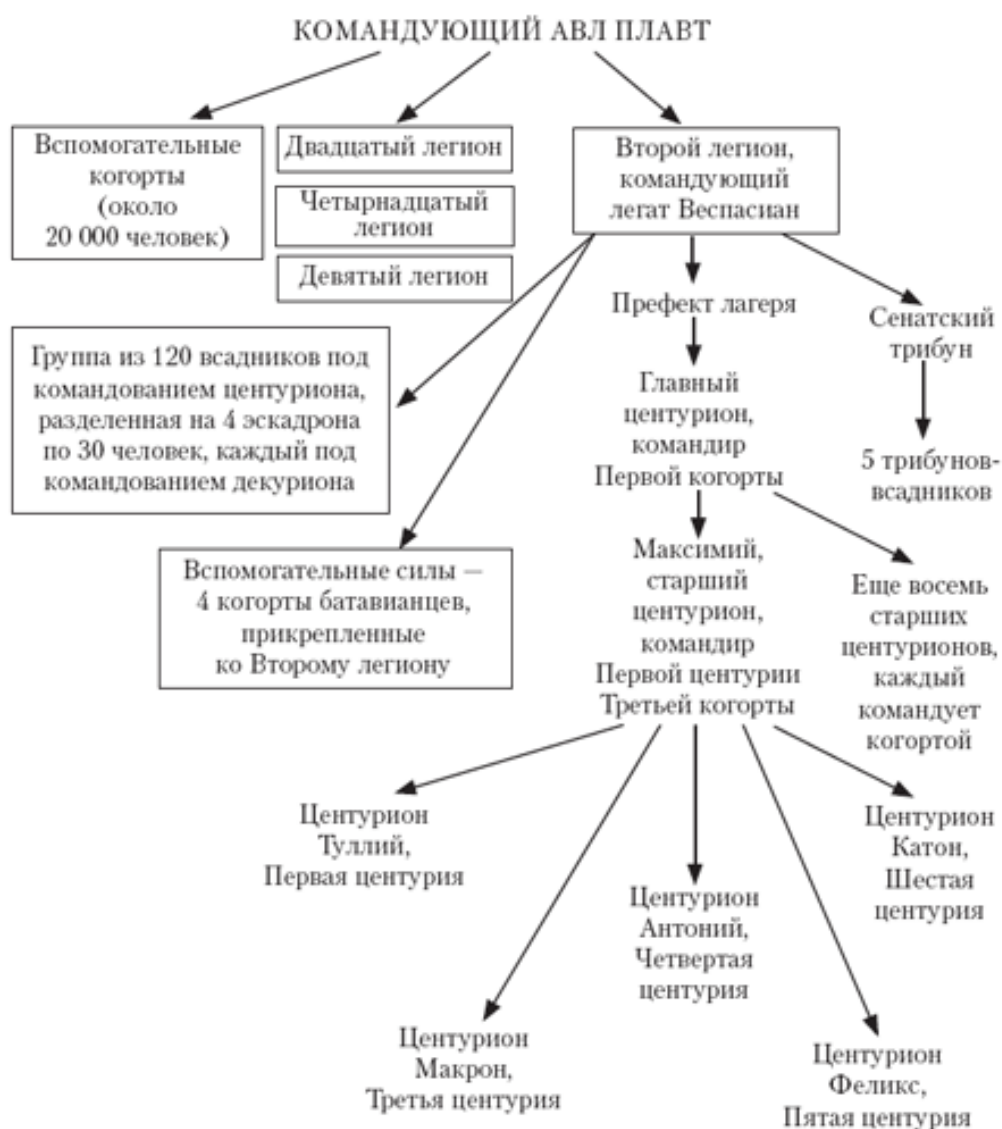 КОМАНДУЮЩИЙ АВЛ ПЛАВТ
Вспомогательные
когорты
(около
20 000 человек)
Двадцатый легион
Четырнадцатый
легион
Девятый легион
Второй легион,
командующий
легат Веспасиан
Группа из 120 всадников под
командованием центуриона,
разделенная на 4 эскадрона
по 30 человек, каждый под
командованием декуриона
Вспомогательные силы —
4 когорты батавианцев,
прикрепленные
ко Второму легиону
Префект лагеря
Главный
центурион,
командир
Первой когорты
Сенатский
трибун
5 трибунов-
всадников
Максимий,
старший
центурион,
командир
Первой центурии
Третьей когорты
Еще восемь
старших
центурионов,
каждый
командует
когортой
Центурион
Туллий,
Первая центурия
Центурион
Макрон,
Третья центурия
Центурион
Антоний,
Четвертая
центурия
Центурион
Феликс,
Пятая центурия
Центурион
Катон,
Шестая
центурия